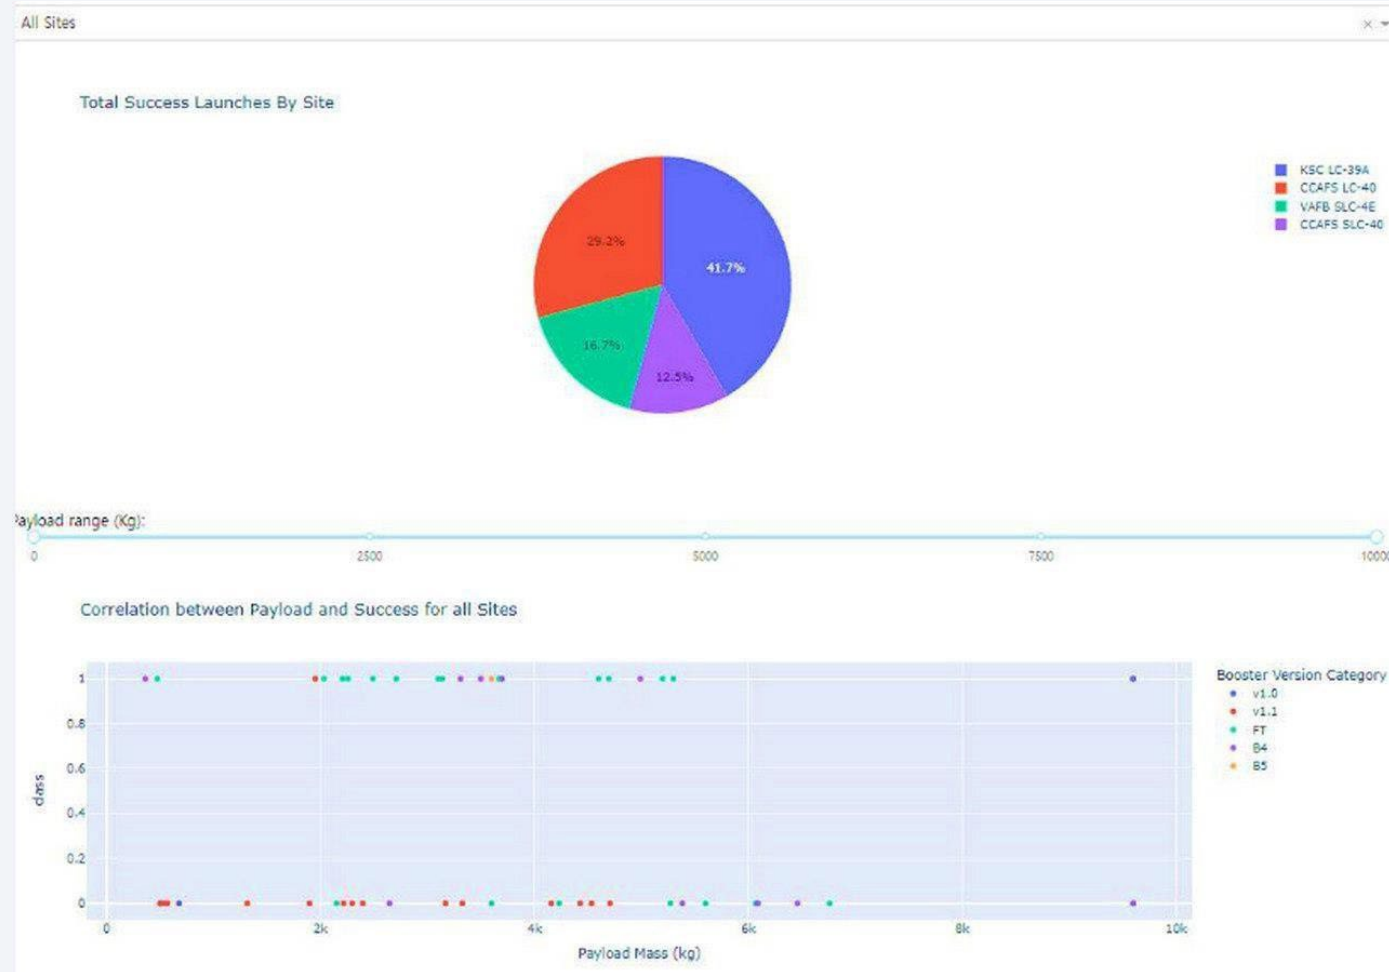 All Sites
×
Total Success Launches By Site
KSC LC-39A
CCAFS LC-40
VAFB SLC-4E
CCAFS SLC-40
29.2%
41.7%
16.7%
12.5%
Payload range (Kg):
0 2500 5000 7500 10000
Correlation between Payload and Success for all Sites
Booster Version Category
v1.0
v1.1
FT
B4
B5
1
0.8
0.6
0.4
0.2
0
class
0 2k 4k 6k 8k 10k
Payload Mass (kg)